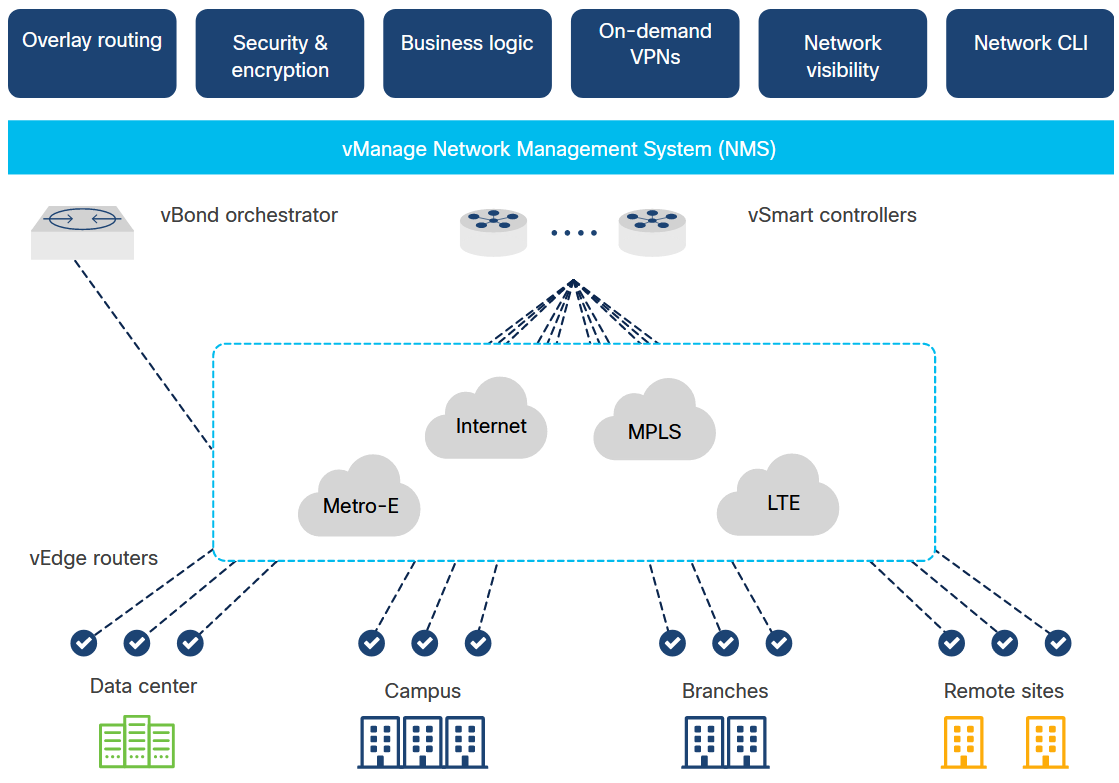 Overlay routing
Security &
encryption
Business logic
On-demand
VPNs
Network
visibility
Network CLI
vManage Network Management System (NMS)
vBond orchestrator
vSmart controllers
Internet
MPLS
Metro-E
LTE
vEdge routers
Data center
Campus
Branches
Remote sites